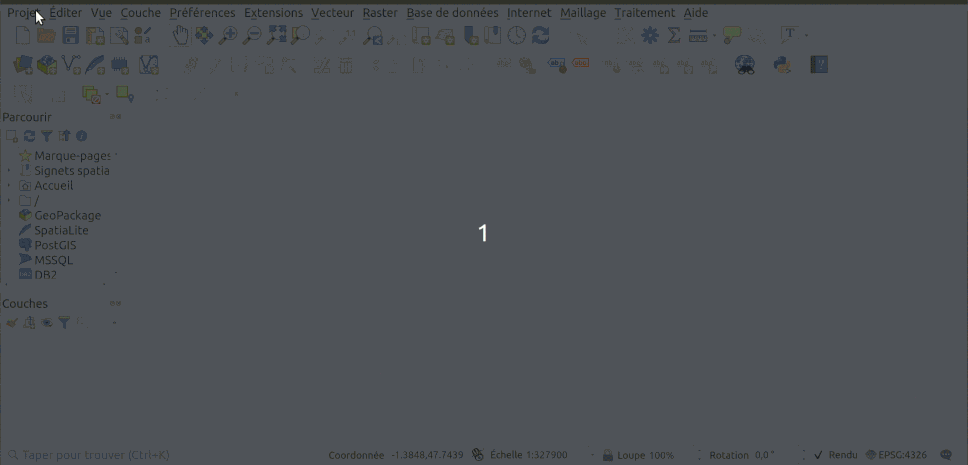 Projet Éditer Vue Couche Préférences Extensions Vecteur Raster Base de données Internet Maillage Traitement Aide
Parcourir
Marque-pages
Signets spatia
Accueil
/
GeoPackage
SpatiaLite
PostGIS
MSSQL
DB2
1
Couches
Taper pour trouver (Ctrl+K) Coordonnée -1.3848,47.7439 Échelle 1:327900 Loupe 100% Rotation 0,0° Rendu EPSG:4326